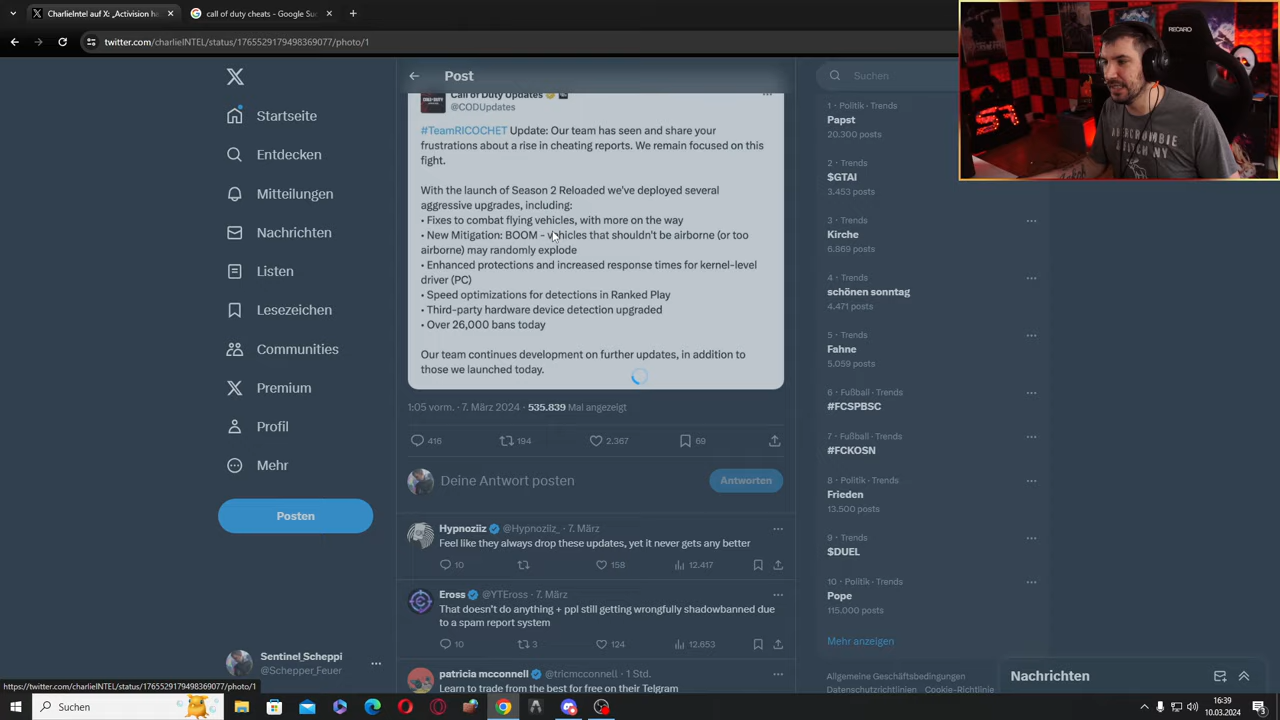 CharlieINTEL auf X: „Activision ha
call of duty cheats - Google Su
twitter.com/charlieINTEL/status/1765529179498369077/photo/1
Startseite
Entdecken
Mitteilungen
Nachrichten
Listen
Lesezeichen
Communities
Premium
Profil
Mehr
Posten
Sentinel_Scheppi
@Schepper_Feuer
Post
Call of Duty Updates
@CODUpdates
#TeamRICOCHET Update: Our team has seen and share your
frustrations about a rise in cheating reports. We remain focused on this
fight.
With the launch of Season 2 Reloaded we've deployed several
aggressive upgrades, including:
• Fixes to combat flying vehicles, with more on the way
• New Mitigation: BOOM - vehicles that shouldn't be airborne (or too
airborne) may randomly explode
• Enhanced protections and increased response times for kernel-level
driver (PC)
• Speed optimizations for detections in Ranked Play
• Third-party hardware device detection upgraded
• Over 26,000 bans today
Our team continues development on further updates, in addition to
those we launched today.
1:05 vorm. · 7. März 2024 · 535.839 Mal angezeigt
416 194 2.367 69
Deine Antwort posten
Antworten
Hypnoziiz @Hypnoziiz_ · 7. März
Feel like they always drop these updates, yet it never gets any better
10 158 12.417
Eross @YTEross · 7. März
That doesn't do anything + ppl still getting wrongfully shadowbanned due
to a spam report system
10 3 124 12.653
patricia mcconnell @tricmcconnell · 1 Std.
Learn to trade from the best for free on their Telgram
Suchen
1 · Politik · Trends
Papst
20.300 posts
2 · Trends
$GTAI
3.453 posts
3 · Trends
Kirche
6.869 posts
4 · Trends
schönen sonntag
4.471 posts
5 · Trends
Fahne
5.059 posts
6 · Fußball · Trends
#FCSPBSC
7 · Fußball · Trends
#FCKOSN
8 · Politik · Trends
Frieden
13.500 posts
9 · Trends
$DUEL
10 · Politik · Trends
Pope
115.000 posts
Mehr anzeigen
Allgemeine Geschäftsbedingungen
Datenschutzrichtlinien Cookie-Richtlinie
Nachrichten
RECARO
ABERCROMBIE
https://twitter.com/charlieINTEL/status/1765529179498369077/photo/1
Suchen
16:39
10.03.2024